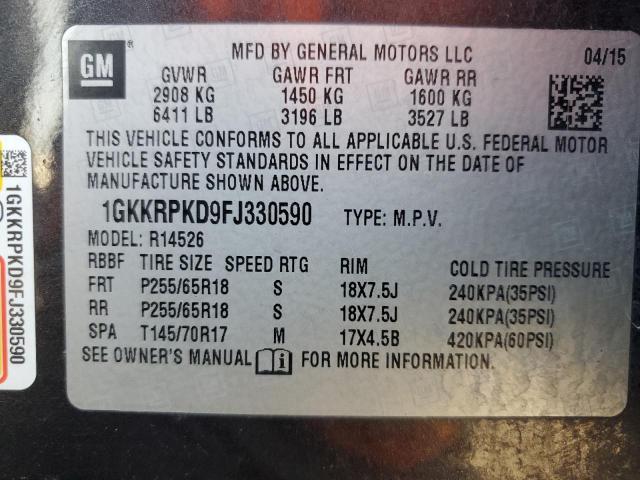 GM
MFD BY GENERAL MOTORS LLC 04/15
GVWR GAWR FRT GAWR RR
2908 KG 1450 KG 1600 KG
6411 LB 3196 LB 3527 LB
THIS VEHICLE CONFORMS TO ALL APPLICABLE U.S. FEDERAL MOTOR
VEHICLE SAFETY STANDARDS IN EFFECT ON THE DATE OF
MANUFACTURE SHOWN ABOVE.
1GKKRPKD9FJ330590 TYPE: M.P.V.
MODEL: R14526
RBBF TIRE SIZE SPEED RTG RIM COLD TIRE PRESSURE
FRT P255/65R18 S 18X7.5J 240KPA(35PSI)
RR P255/65R18 S 18X7.5J 240KPA(35PSI)
SPA T145/70R17 M 17X4.5B 420KPA(60PSI)
SEE OWNER'S MANUAL i FOR MORE INFORMATION.
1GKKRPKD9FJ330590